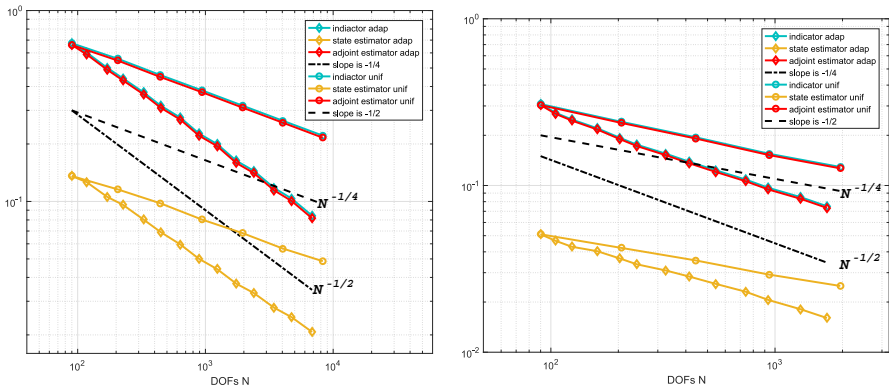 10^0
10^-1
10^2
10^3
10^4
DOFs N
indiactor adap
state estimator adap
adjoint estimator adap
slope is -1/4
indiactor unif
state estimator unif
adjoint estimator unif
slope is -1/2
N^-1/4
N^-1/2
10^0
10^-1
10^-2
10^2
10^3
DOFs N
indicator adap
state estimator adap
adjoint estimator adap
slope is -1/4
indicator unif
state estimator unif
adjoint estimator unif
slope is -1/2
N^-1/4
N^-1/2